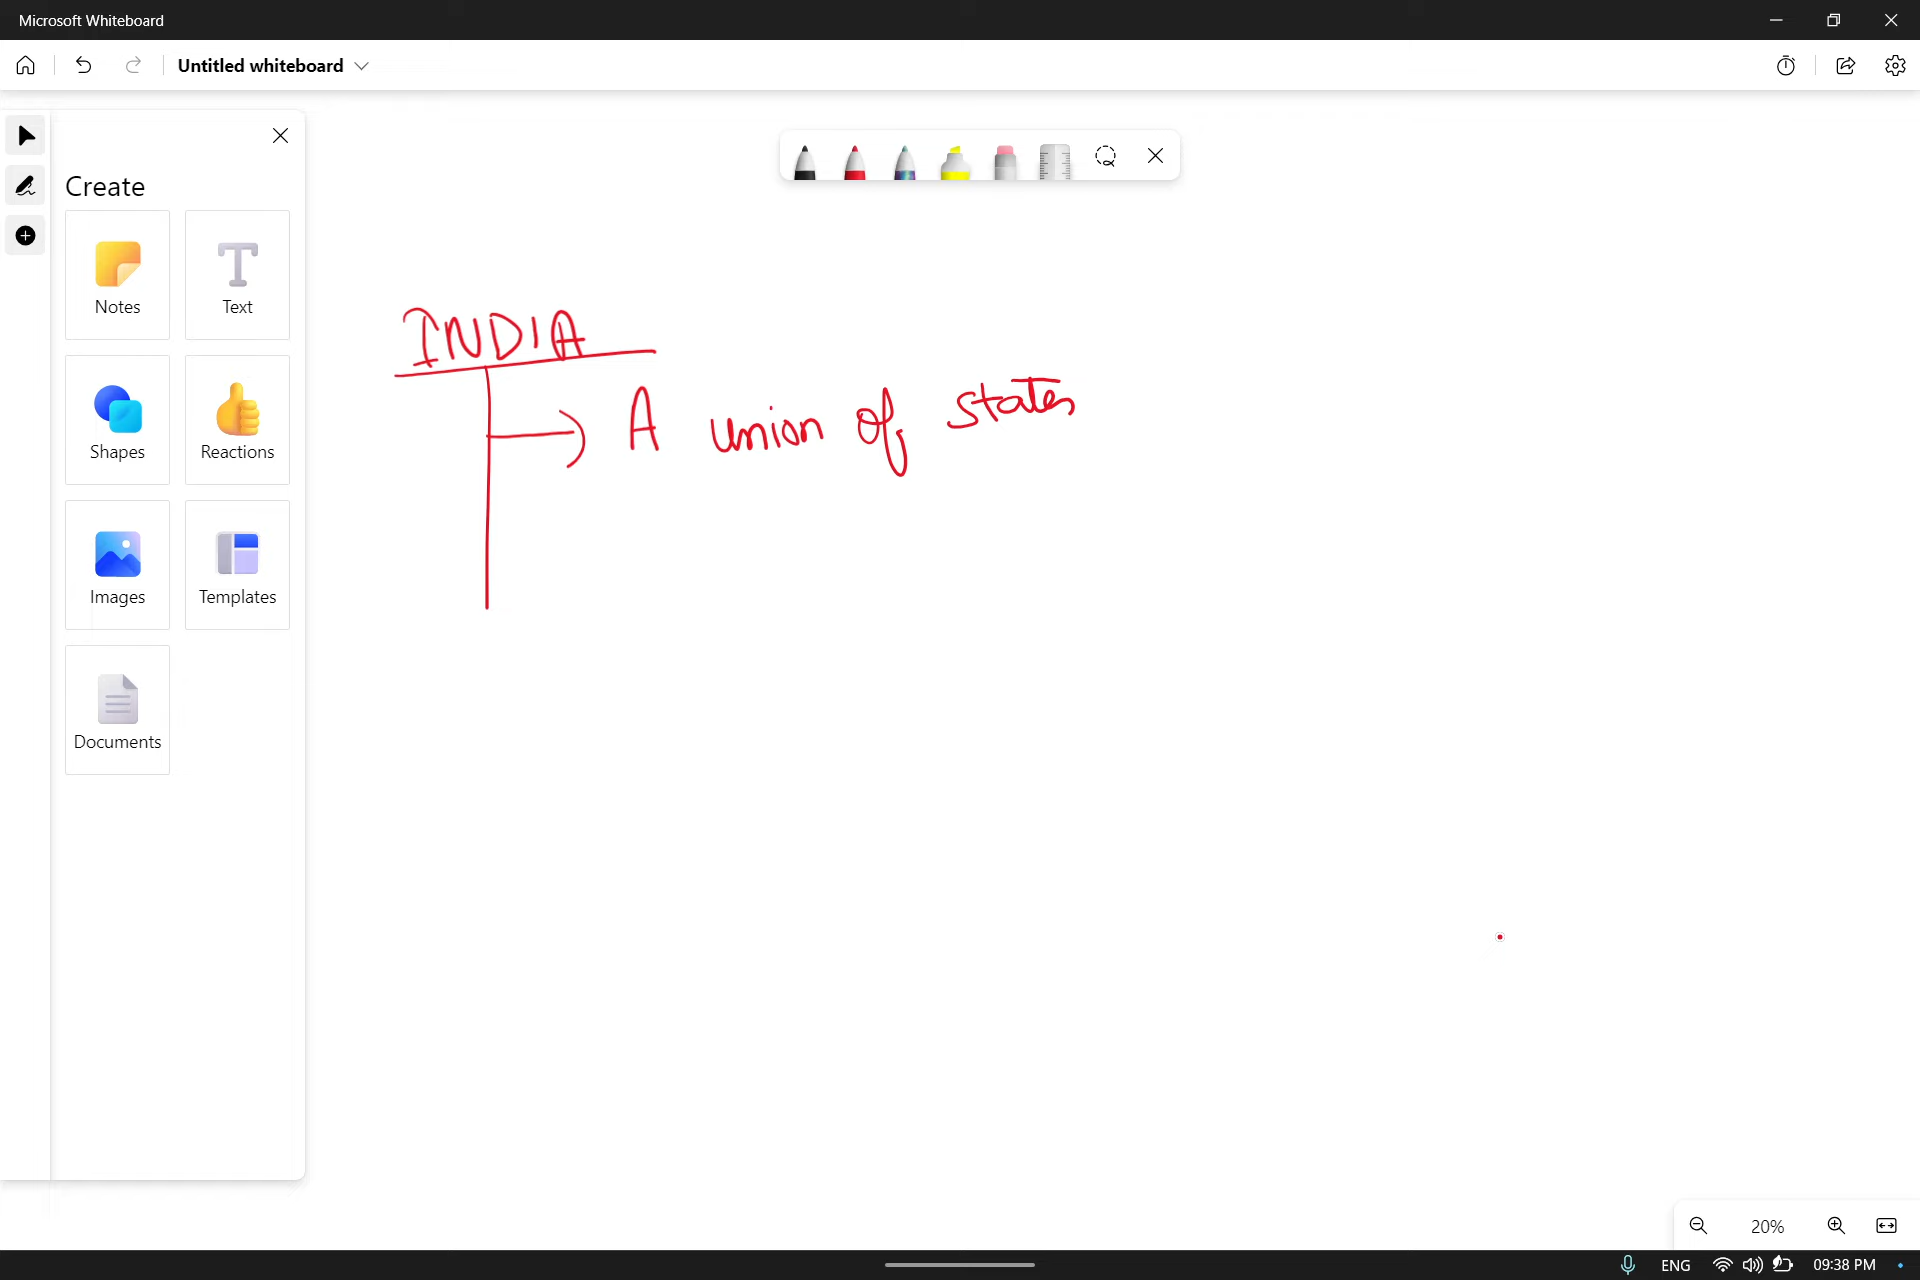 Microsoft Whiteboard
Untitled whiteboard
Create
Notes
Text
INDIA
A union of states
Shapes
Reactions
Images
Templates
Documents
20%
ENG
09:38 PM